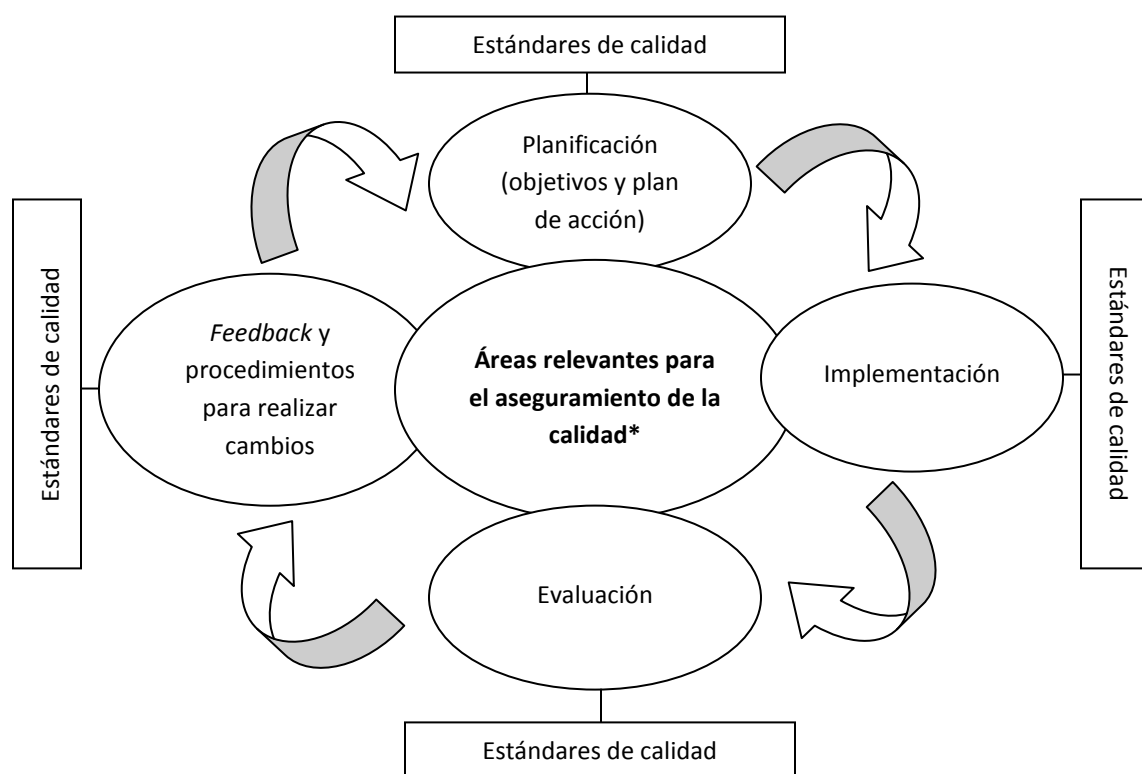 Estándares de calidad
Planificación
(objetivos y plan
de acción)
Estándares de calidad
Feedback y
procedimientos
para realizar
cambios
Áreas relevantes para
el aseguramiento de la
calidad*
Implementación
Estándares de calidad
Evaluación
Estándares de calidad